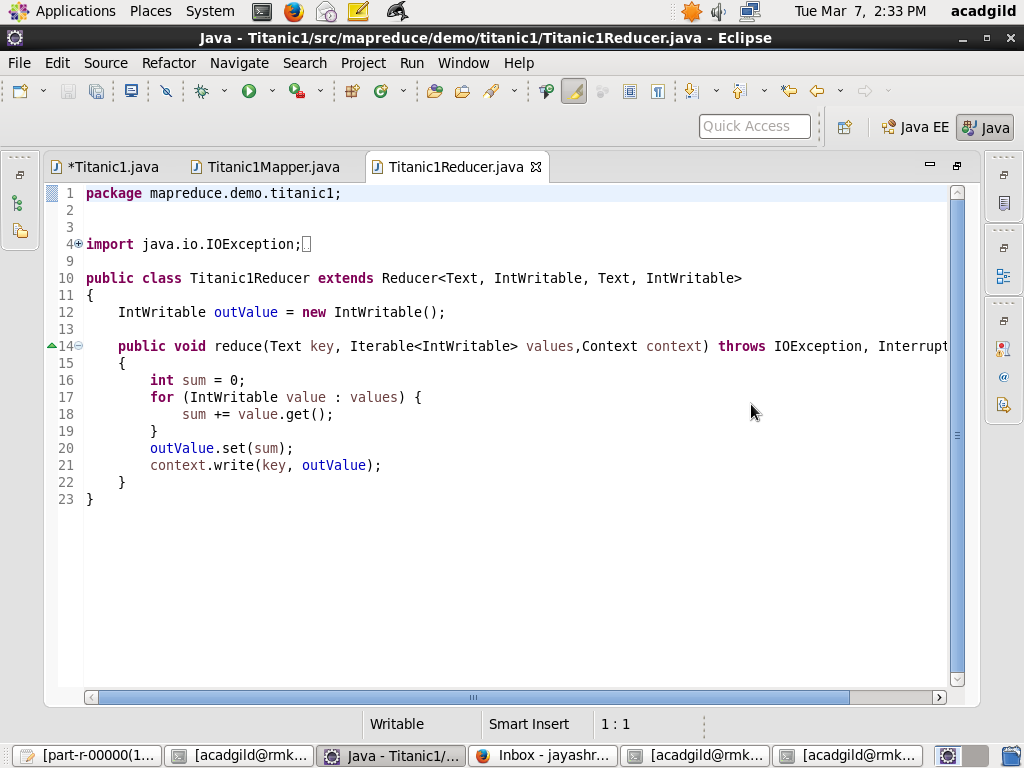 Applications Places System Tue Mar 7, 2:33 PM acadgild
Java - Titanic1/src/mapreduce/demo/titanic1/Titanic1Reducer.java - Eclipse
File Edit Source Refactor Navigate Search Project Run Window Help
Quick Access Java EE Java
*Titanic1.java Titanic1Mapper.java Titanic1Reducer.java
1 package mapreduce.demo.titanic1;
2
3
4 import java.io.IOException;
9
10 public class Titanic1Reducer extends Reducer<Text, IntWritable, Text, IntWritable>
11 {
12 IntWritable outValue = new IntWritable();
13
14 public void reduce(Text key, Iterable<IntWritable> values,Context context) throws IOException, Interrupt
15 {
16 int sum = 0;
17 for (IntWritable value : values) {
18 sum += value.get();
19 }
20 outValue.set(sum);
21 context.write(key, outValue);
22 }
23 }
Writable Smart Insert 1 : 1
[part-r-00000(1... [acadgild@rmk... Java - Titanic1/... Inbox - jayashr... [acadgild@rmk... [acadgild@rmk...